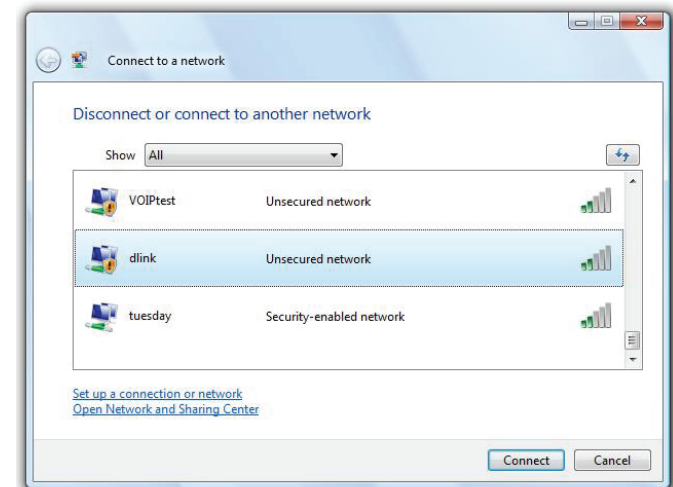 Connect to a network
Disconnect or connect to another network
Show All
VOIPtest Unsecured network
dlink Unsecured network
tuesday Security-enabled network
Set up a connection or network
Open Network and Sharing Center
Connect Cancel